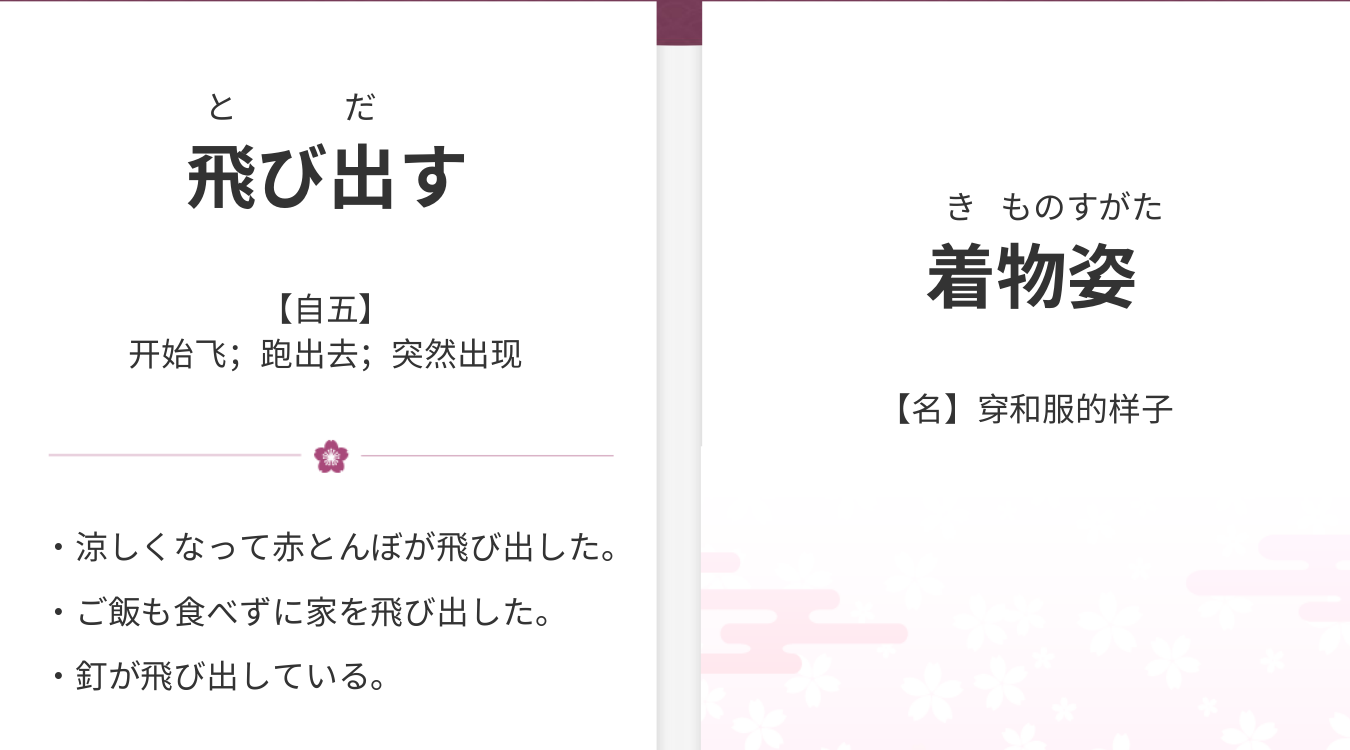 と だ
飛び出す
【自五】
开始飞；跑出去；突然出现
・涼しくなって赤とんぼが飛び出した。
・ご飯も食べずに家を飛び出した。
・釘が飛び出している。
き ものすがた
着物姿
【名】穿和服的样子